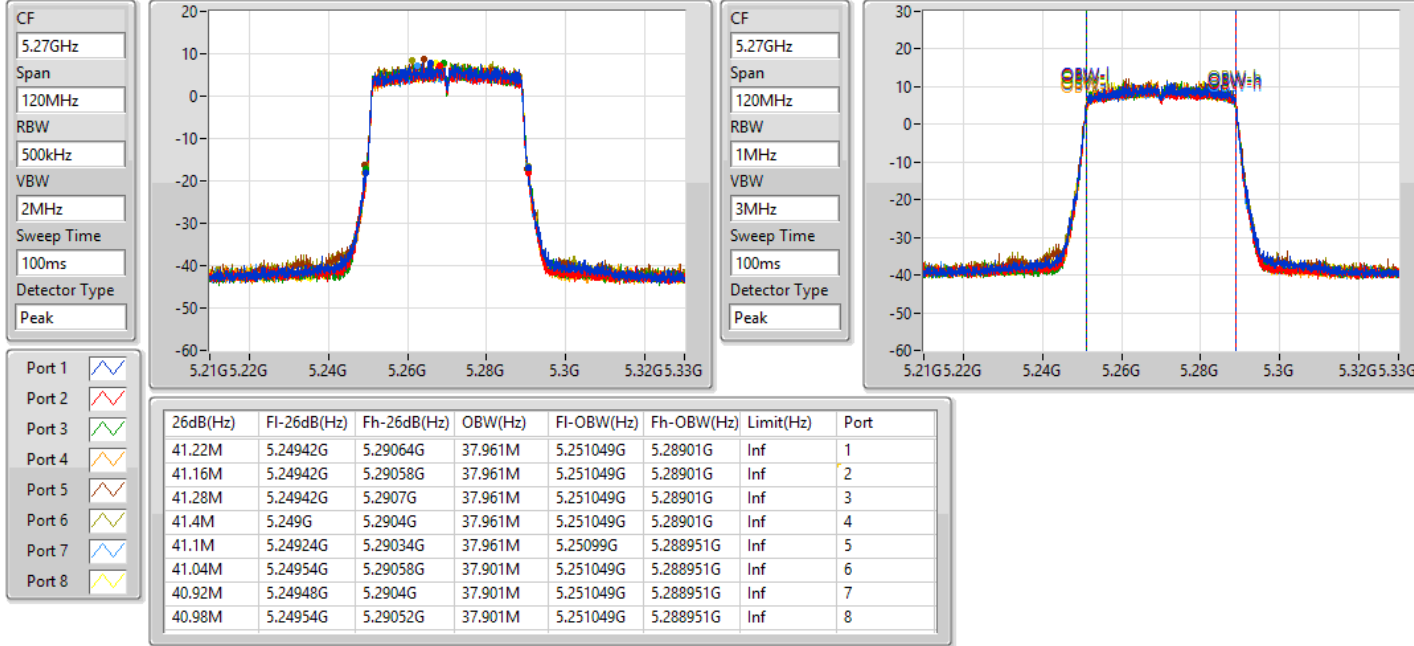 CF
5.27GHz
Span
120MHz
RBW
500kHz
VBW
2MHz
Sweep Time
100ms
Detector Type
Peak
20
10
0
-10
-20
-30
-40
-50
-60
5.21G 5.22G 5.24G 5.26G 5.28G 5.3G 5.32G 5.33G
CF
5.27GHz
Span
120MHz
RBW
1MHz
VBW
3MHz
Sweep Time
100ms
Detector Type
Peak
30
20
10
0
-10
-20
-30
-40
-50
-60
OBW-l OBW-h
5.21G 5.22G 5.24G 5.26G 5.28G 5.3G 5.32G 5.33G
Port 1
Port 2
Port 3
Port 4
Port 5
Port 6
Port 7
Port 8
26dB(Hz) Fl-26dB(Hz) Fh-26dB(Hz) OBW(Hz) Fl-OBW(Hz) Fh-OBW(Hz) Limit(Hz) Port
41.22M 5.24942G 5.29064G 37.961M 5.251049G 5.28901G Inf 1
41.16M 5.24942G 5.29058G 37.961M 5.251049G 5.28901G Inf 2
41.28M 5.24942G 5.2907G 37.961M 5.251049G 5.28901G Inf 3
41.4M 5.249G 5.2904G 37.961M 5.251049G 5.28901G Inf 4
41.1M 5.24924G 5.29034G 37.961M 5.25099G 5.288951G Inf 5
41.04M 5.24954G 5.29058G 37.901M 5.251049G 5.288951G Inf 6
40.92M 5.24948G 5.2904G 37.901M 5.251049G 5.288951G Inf 7
40.98M 5.24954G 5.29052G 37.901M 5.251049G 5.288951G Inf 8